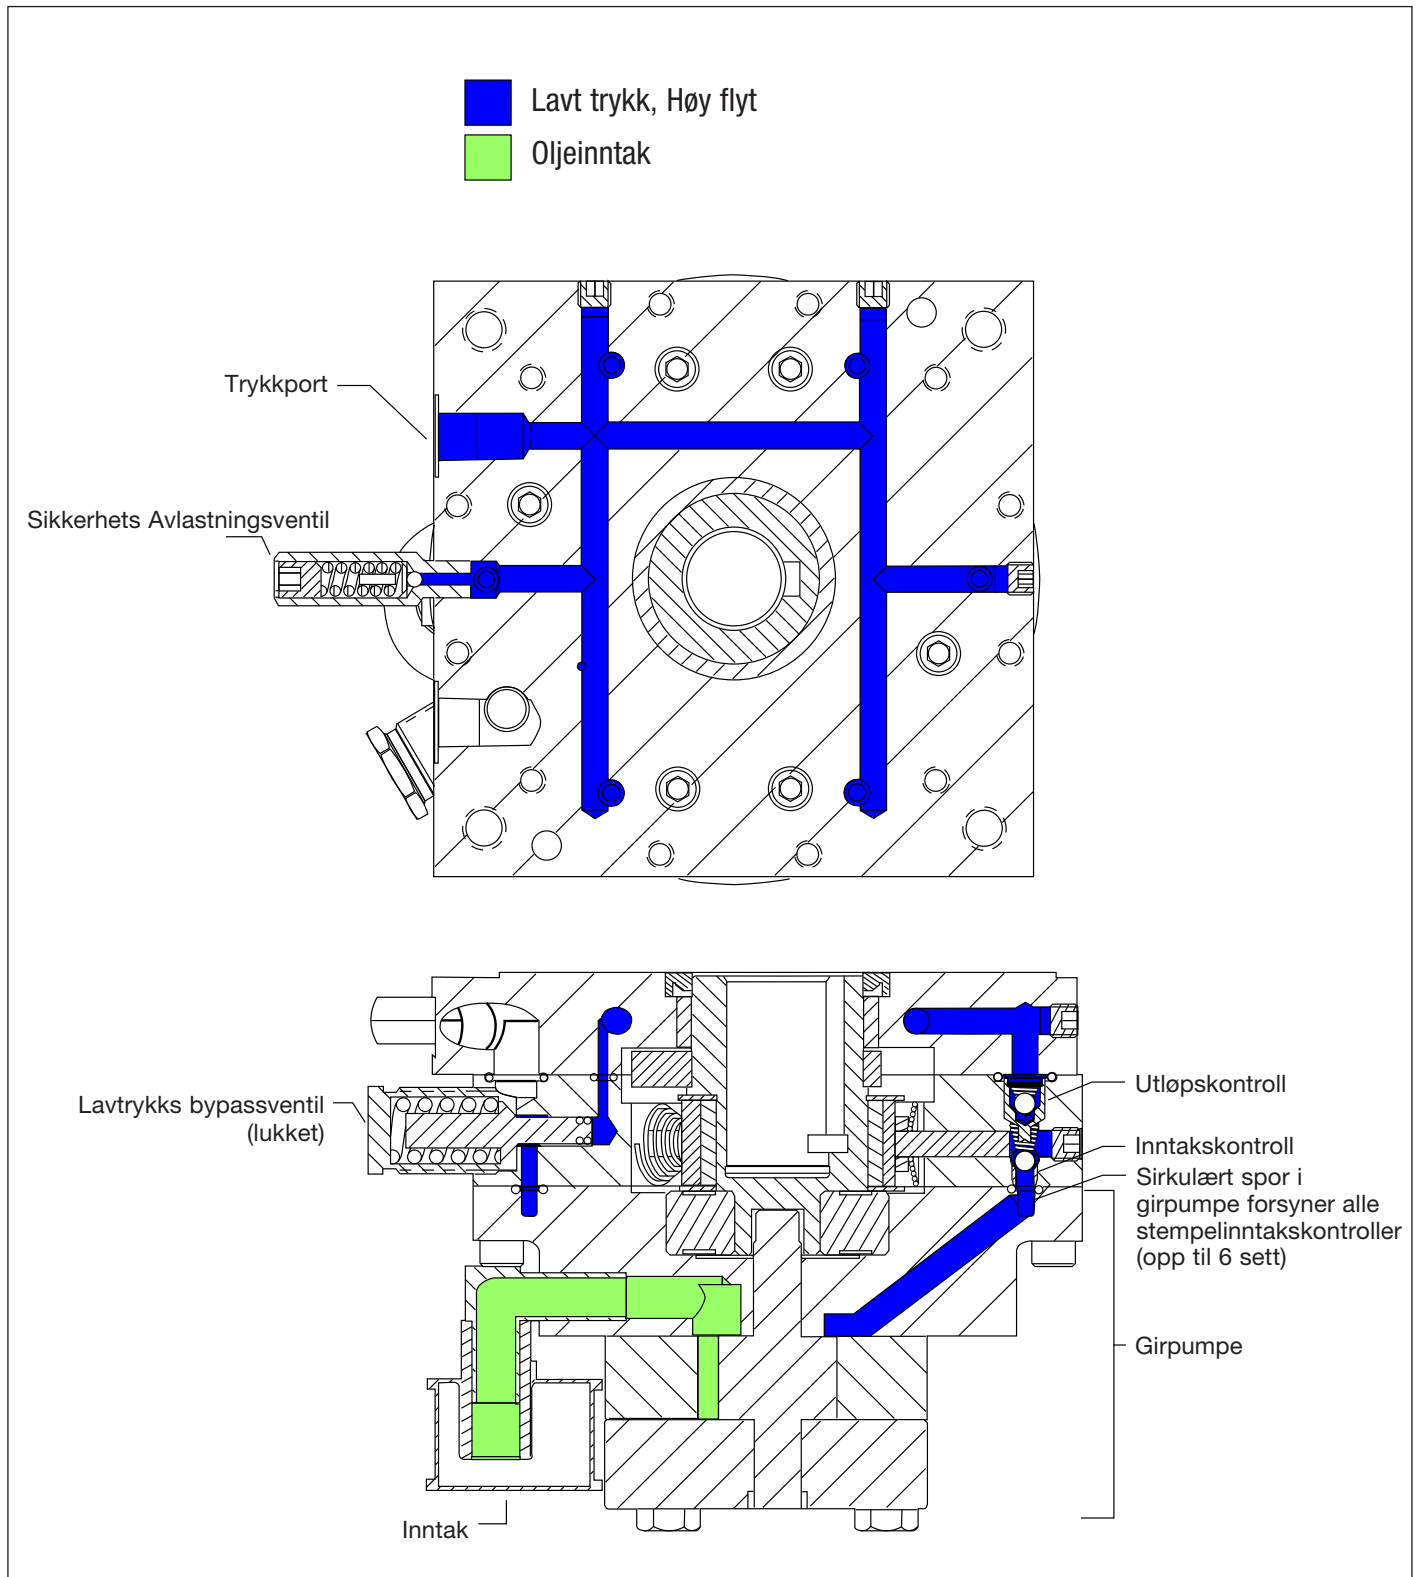 Lavt trykk, Høy flyt
Oljeinntak
Trykkport
Sikkerhets Avlastningsventil
Lavtrykks bypassventil
(lukket)
Utløpskontroll
Inntakskontroll
Sirkulært spor i
girpumpe forsyner alle
stempelinntakskontroller
(opp til 6 sett)
Girpumpe
Inntak